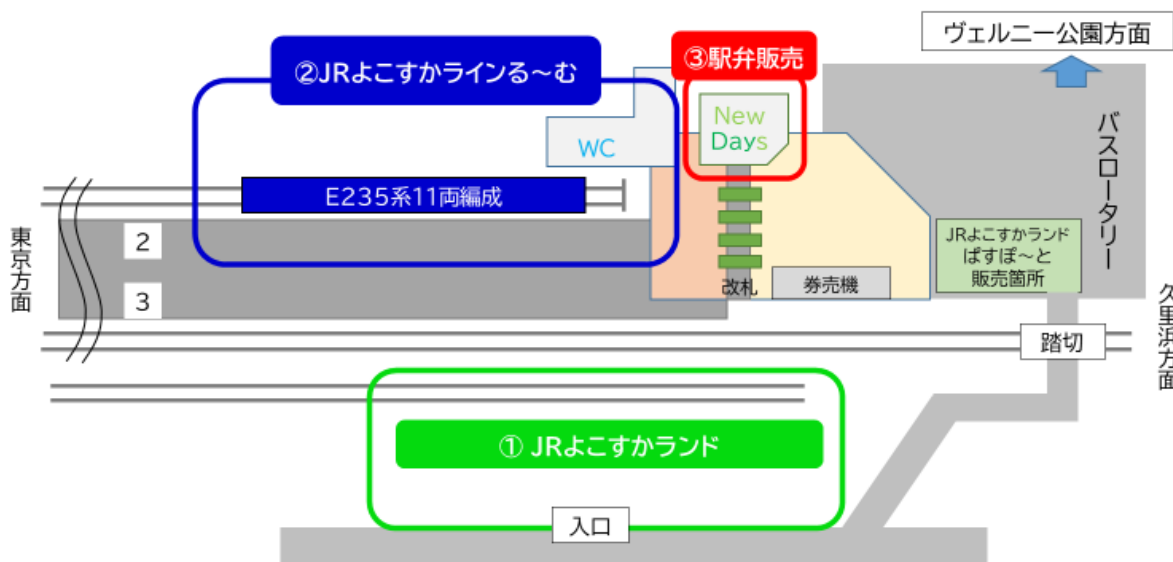 ヴェルニー公園方面
③駅弁販売
②JRよこすかラインる～む
New
Days
WC
バスロータリー
E235系11両編成
2
3
東京方面
JRよこすかランド
ぱすぽ～と
販売箇所
改札
券売機
久里浜方面
踏切
① JRよこすかランド
入口